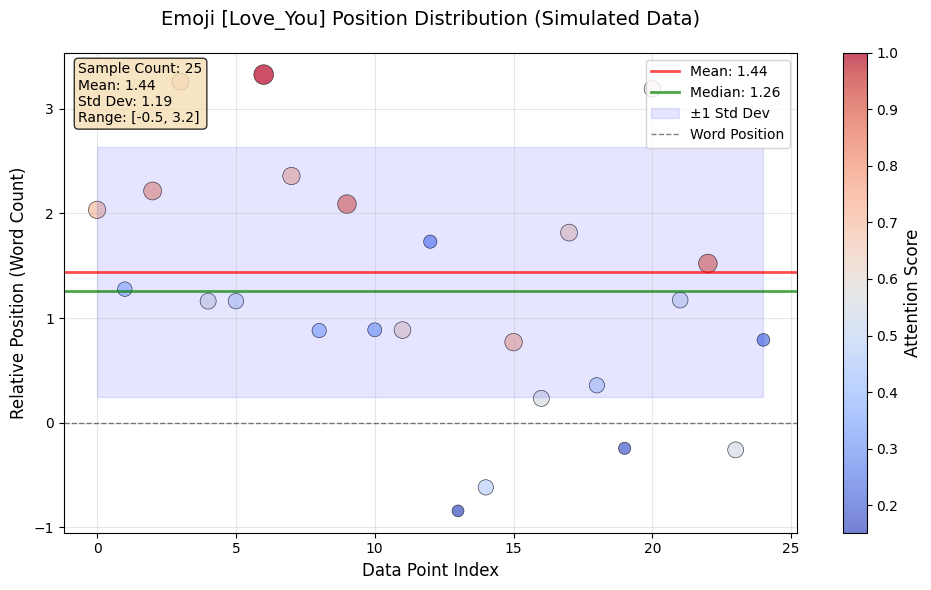 Emoji [Love_You] Position Distribution (Simulated Data)
Sample Count: 25
Mean: 1.44
Std Dev: 1.19
Range: [-0.5, 3.2]
Mean: 1.44
Median: 1.26
±1 Std Dev
Word Position
Relative Position (Word Count)
3
2
1
0
−1
0
5
10
15
20
25
Data Point Index
1.0
0.9
0.8
0.7
0.6
0.5
0.4
0.3
0.2
Attention Score